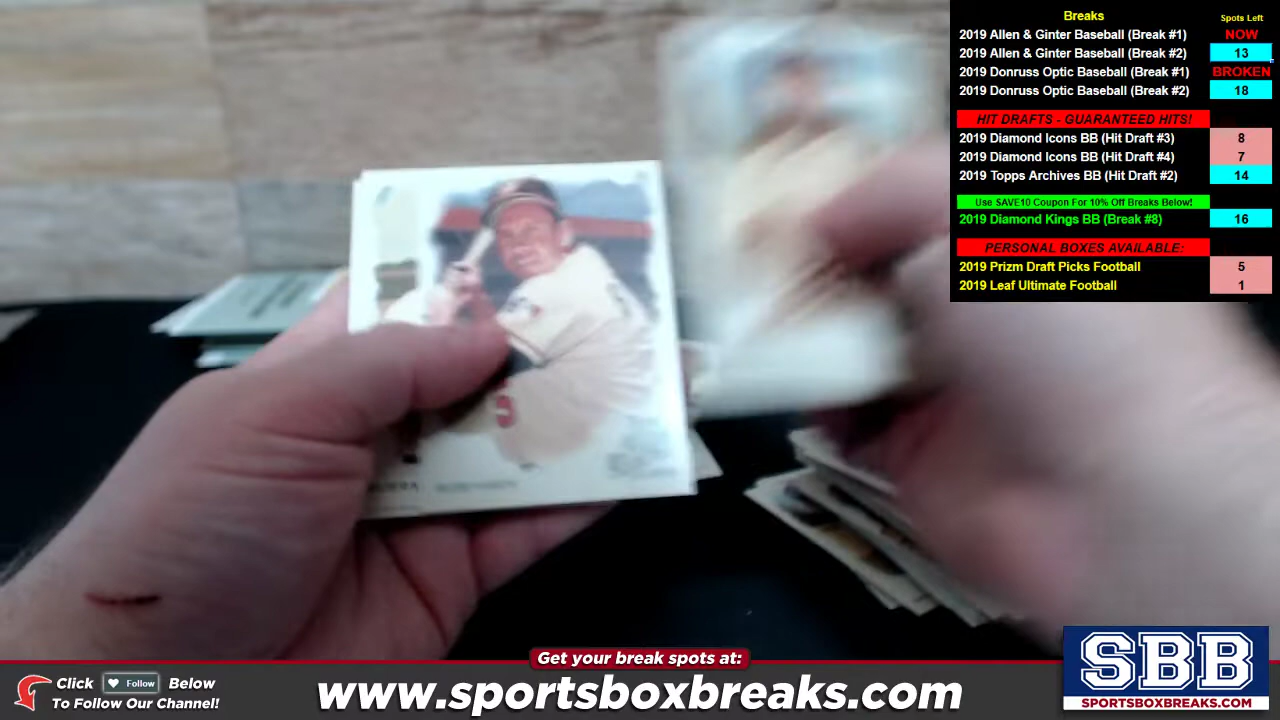 Breaks Spots Left
2019 Allen & Ginter Baseball (Break #1) NOW
2019 Allen & Ginter Baseball (Break #2) 13
2019 Donruss Optic Baseball (Break #1) BROKEN
2019 Donruss Optic Baseball (Break #2) 18
HIT DRAFTS - GUARANTEED HITS!
2019 Diamond Icons BB (Hit Draft #3) 8
2019 Diamond Icons BB (Hit Draft #4) 7
2019 Topps Archives BB (Hit Draft #2) 14
Use SAVE10 Coupon For 10% Off Breaks Below!
2019 Diamond Kings BB (Break #8) 16
PERSONAL BOXES AVAILABLE:
2019 Prizm Draft Picks Football 5
2019 Leaf Ultimate Football 1
5
Get your break spots at:
Click Follow Below
To Follow Our Channel!
www.sportsboxbreaks.com
SBB
SPORTSBOXBREAKS.COM